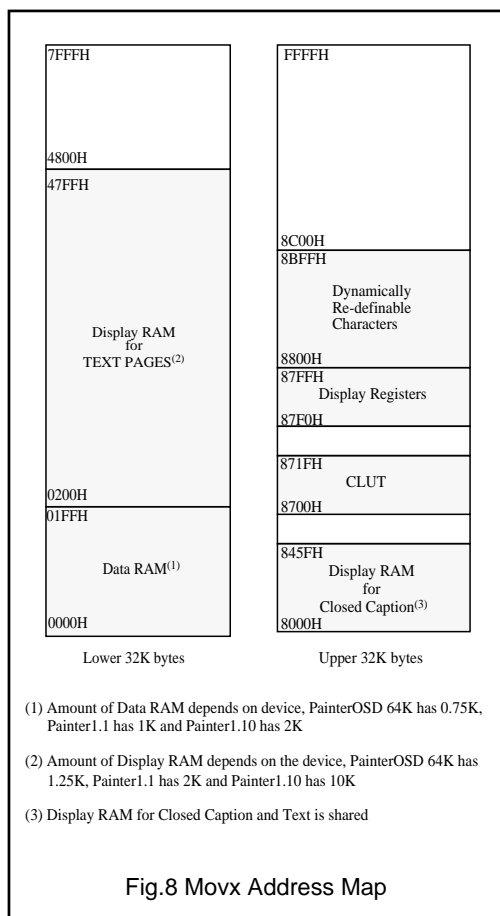 7FFFH
4800H
47FFH
Display RAM
for
TEXT PAGES(2)
0200H
01FFH
Data RAM(1)
0000H
Lower 32K bytes
FFFFH
8C00H
8BFFH
Dynamically
Re-definable
Characters
8800H
87FFH
Display Registers
87F0H
871FH
CLUT
8700H
845FH
Display RAM
for
Closed Caption(3)
8000H
Upper 32K bytes
(1) Amount of Data RAM depends on device, PainterOSD 64K has 0.75K,
Painter1.1 has 1K and Painter1.10 has 2K
(2) Amount of Display RAM depends on the device, PainterOSD 64K has
1.25K, Painter1.1 has 2K and Painter1.10 has 10K
(3) Display RAM for Closed Caption and Text is shared
Fig.8 Movx Address Map